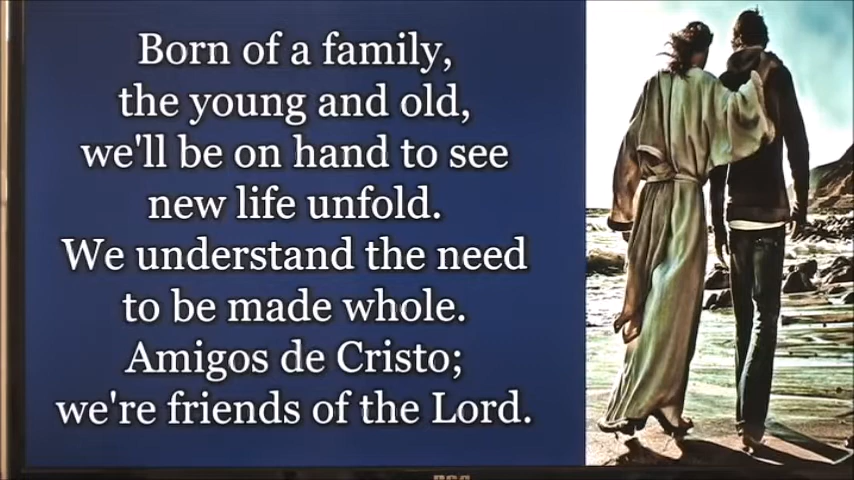 Born of a family,
the young and old,
we'll be on hand to see
new life unfold.
We understand the need
to be made whole.
Amigos de Cristo;
we're friends of the Lord.